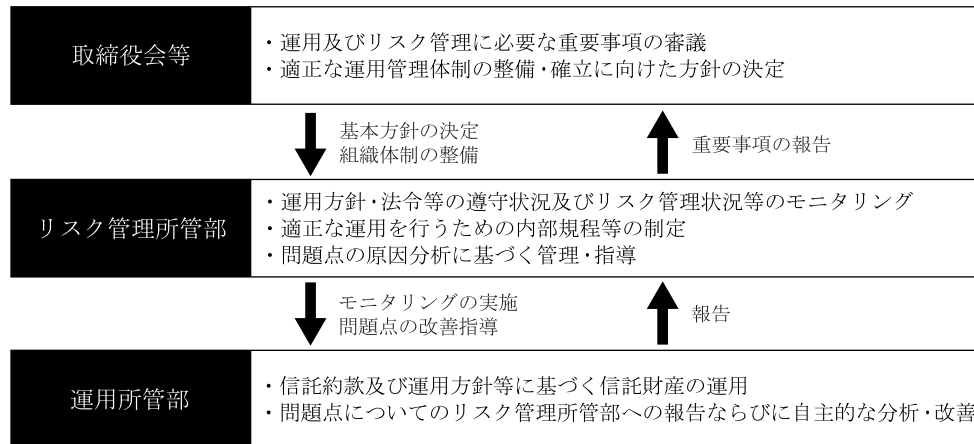 取締役会等
・運用及びリスク管理に必要な重要事項の審議
・適正な運用管理体制の整備・確立に向けた方針の決定
基本方針の決定
組織体制の整備
重要事項の報告
リスク管理所管部
・運用方針・法令等の遵守状況及びリスク管理状況等のモニタリング
・適正な運用を行うための内部規程等の制定
・問題点の原因分析に基づく管理・指導
モニタリングの実施
問題点の改善指導
報告
運用所管部
・信託約款及び運用方針等に基づく信託財産の運用
・問題点についてのリスク管理所管部への報告ならびに自主的な分析・改善